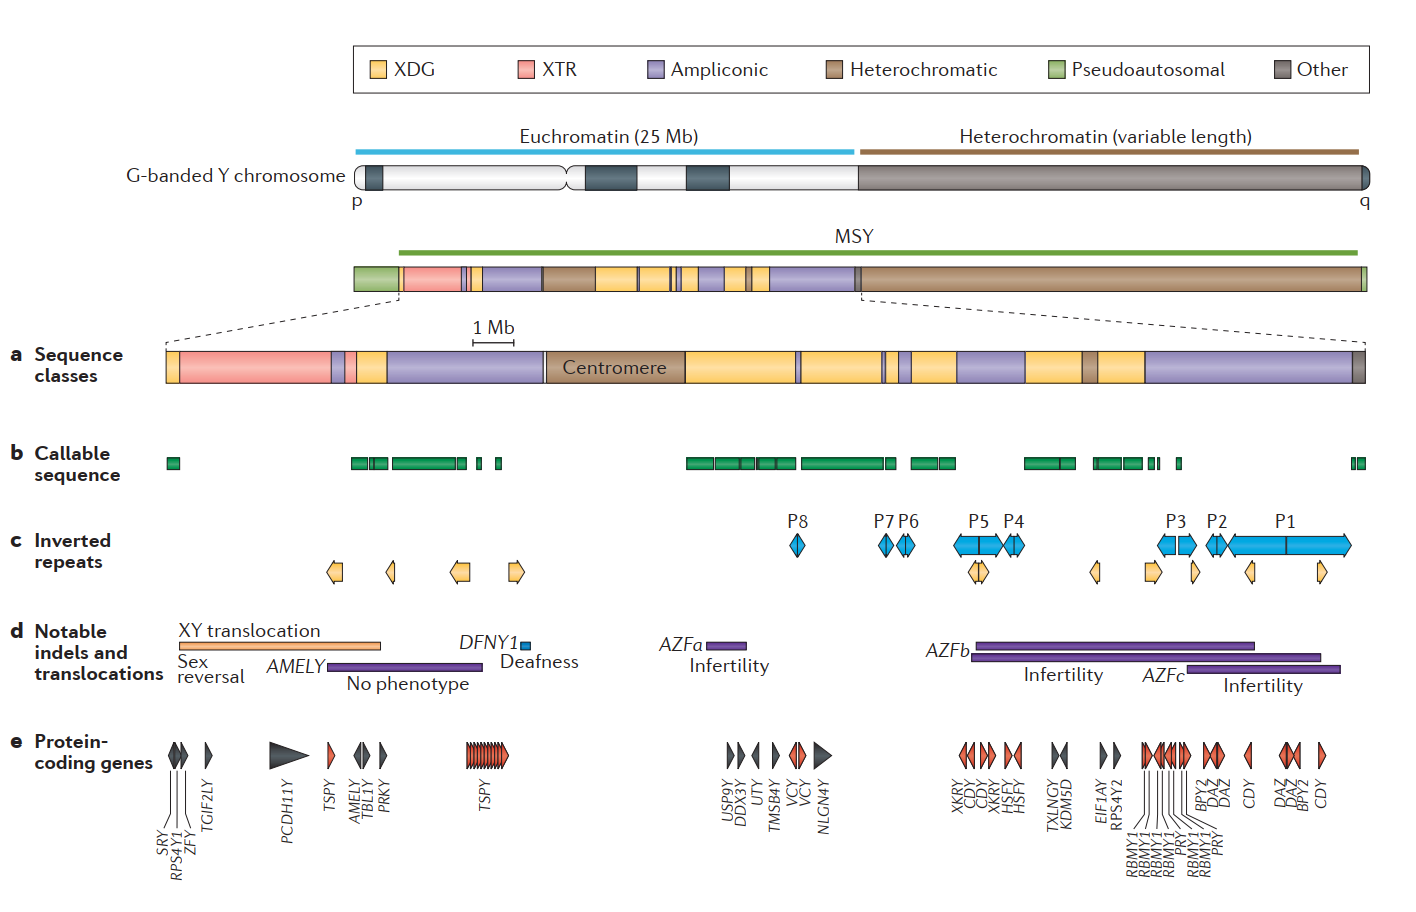 XDG
XTR
Ampliconic
Heterochromatic
Pseudoautosomal
Other
Euchromatin (25 Mb)
Heterochromatin (variable length)
G-banded Y chromosome
p
q
MSY
1 Mb
a Sequence
classes
Centromere
b Callable
sequence
P8
P7
P6
P5
P4
P3
P2
P1
c Inverted
repeats
d Notable
indels and
translocations
XY translocation
Sex
reversal
AMELY
No phenotype
DFNY1
Deafness
AZFa
Infertility
AZFb
Infertility
AZFc
Infertility
e Protein-
coding genes
SRY
RPS4Y1
ZFY
TGIF2LY
PCDH11Y
TSPY
AMELY
TBL1Y
PRKY
TSPY
USP9Y
DDX3Y
UTY
TMSB4Y
VCY
VCY
NLGN4Y
XKRY
CDY
CDY
XKRY
HSFY
HSFY
TXLNGY
KDM5D
EIF1AY
RPS4Y2
RBMY1
RBMY1
RBMY1
RBMY1
PRY
RBMY1
RBMY1
PRY
BPY2
DAZ
DAZ
CDY
DAZ
DAZ
BPY2
CDY